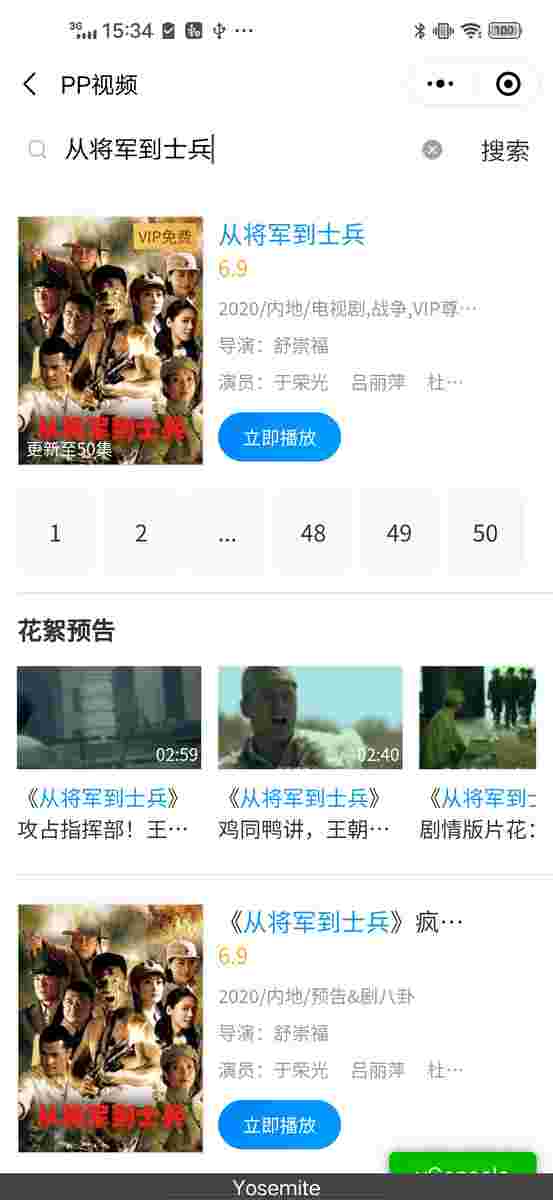 3G 15:34 100
PP视频
从将军到士兵 搜索
VIP免费
从将军到士兵
更新至50集
从将军到士兵
6.9
2020/内地/电视剧,战争,VIP尊…
导演：舒崇福
演员：于荣光 吕丽萍 杜…
立即播放
1 2 ... 48 49 50
花絮预告
02:59 02:40
《从将军到士兵》 《从将军到士兵》 《从将军到士
攻占指挥部！王… 鸡同鸭讲，王朝… 剧情版片花：
从将军到士兵
《从将军到士兵》疯…
6.9
2020/内地/预告&剧八卦
导演：舒崇福
演员：于荣光 吕丽萍 杜…
立即播放
vConsole
Yosemite